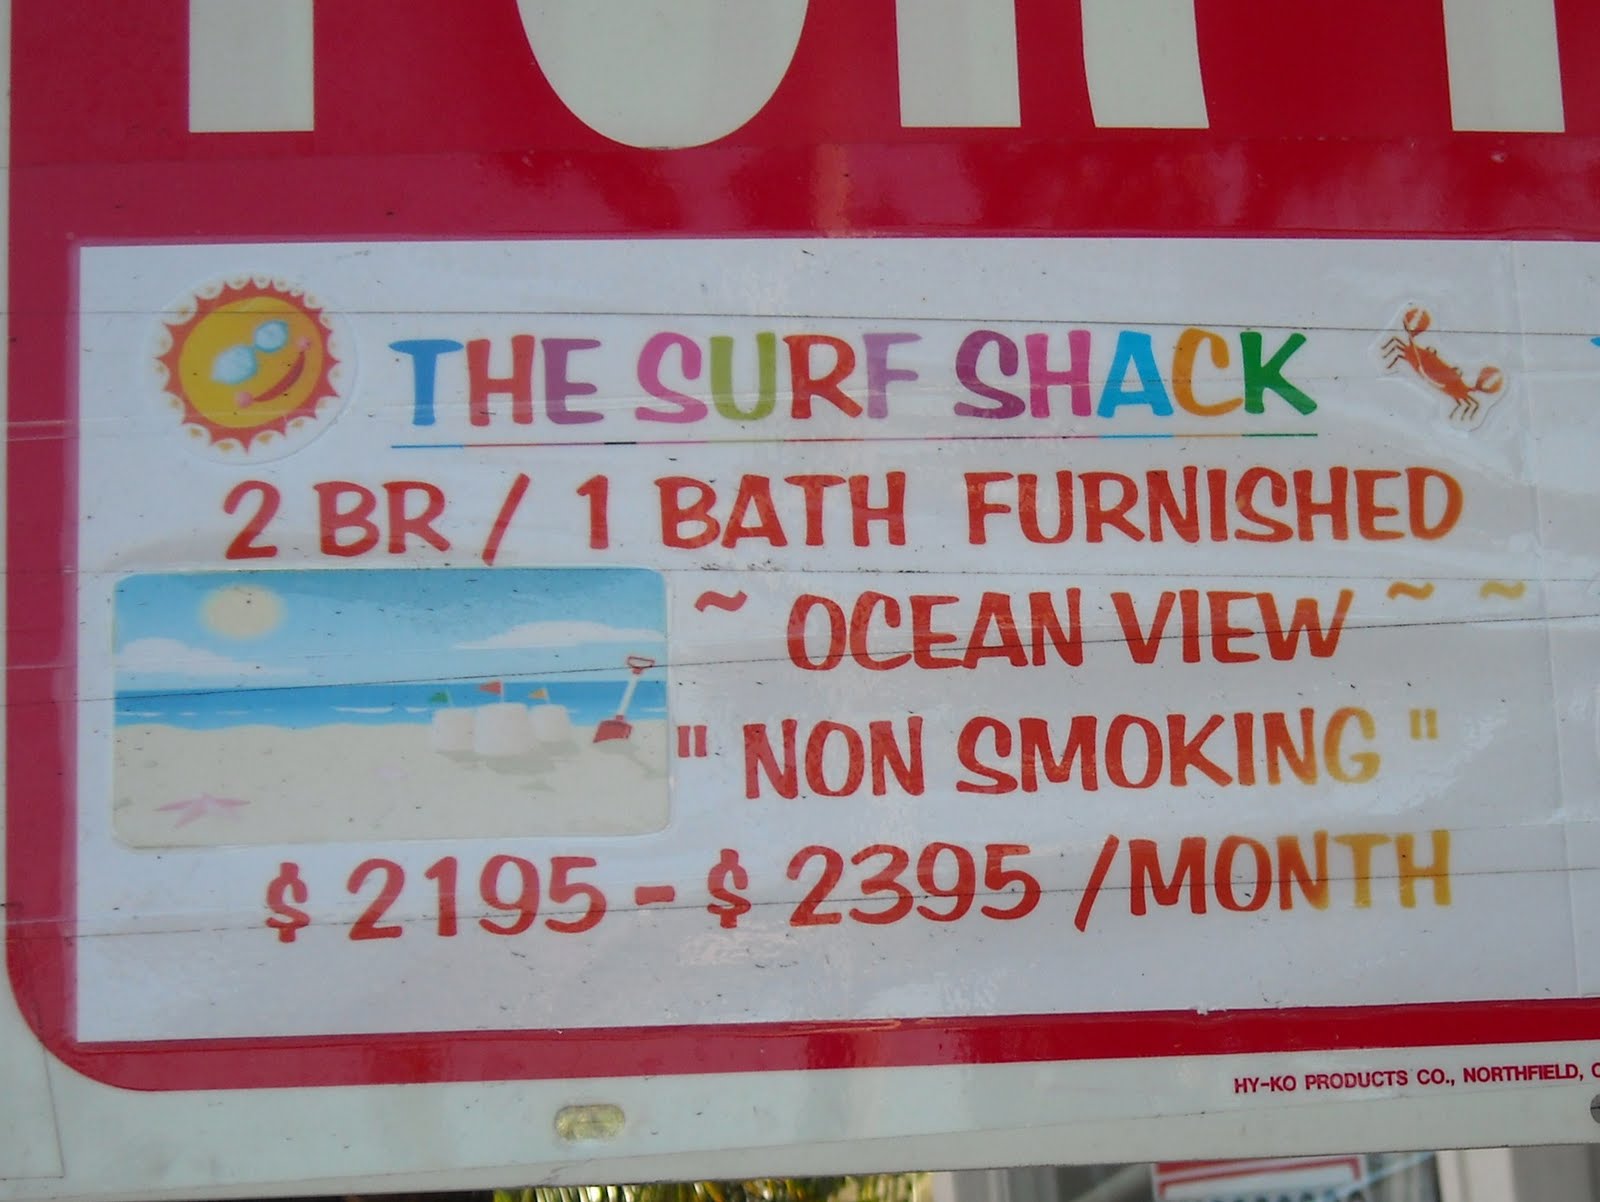 THE SURF SHACK
2 BR / 1 BATH FURNISHED
~ OCEAN VIEW ~ ~
" NON SMOKING "
$ 2195 - $ 2395 /MONTH
HY-KO PRODUCTS CO., NORTHFIELD,